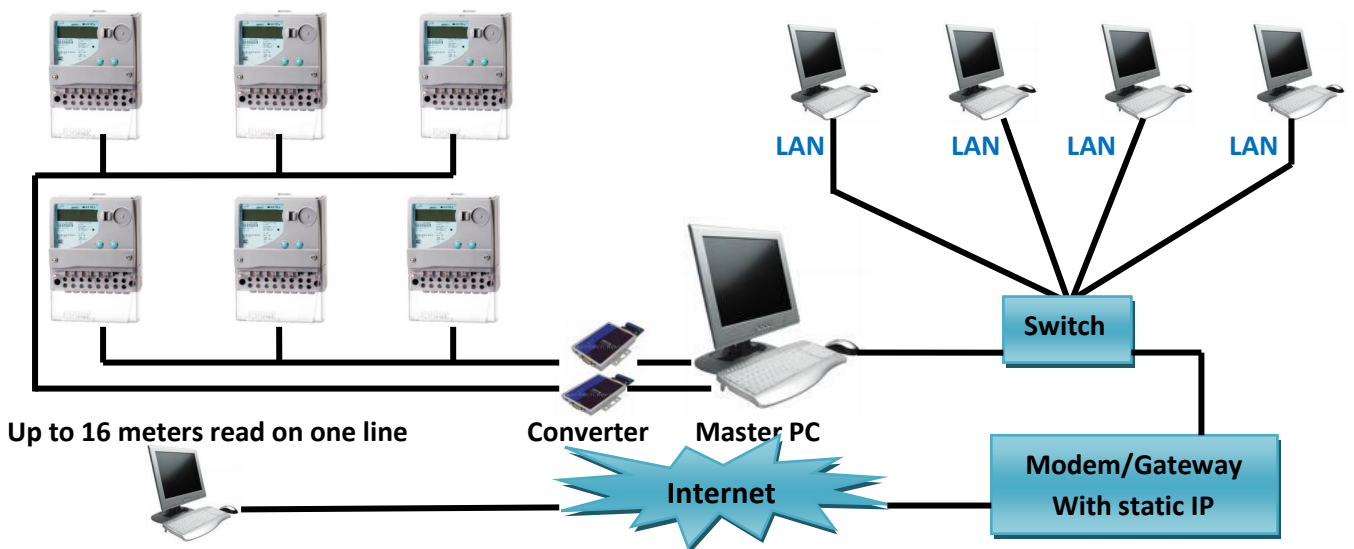 LAN
LAN
LAN
LAN
Switch
Up to 16 meters read on one line
Converter
Master PC
Modem/Gateway
With static IP
Internet